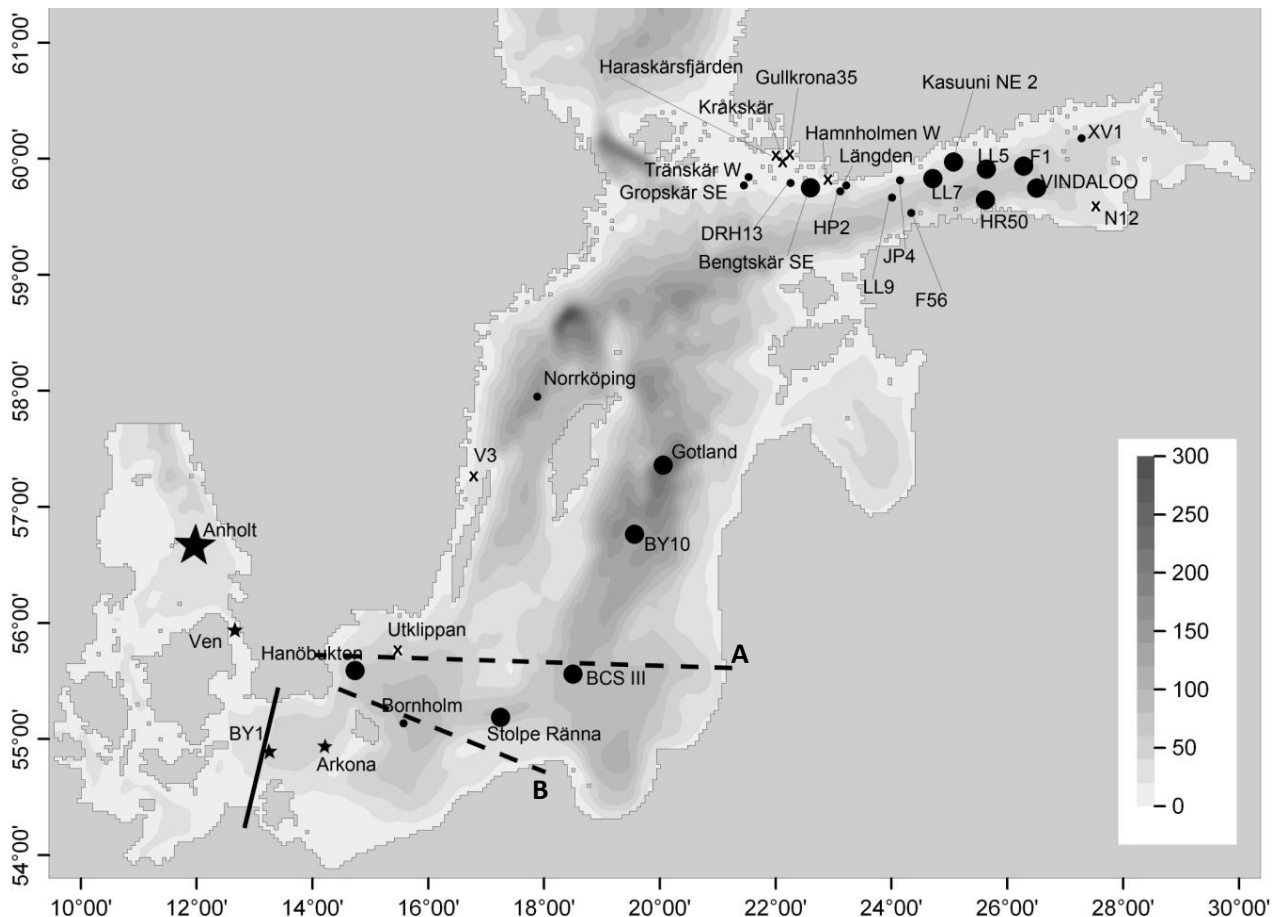 61°00'
60°00'
59°00'
58°00'
57°00'
56°00'
55°00'
54°00'
Haraskärsfjärden
Gullkrona35
Kråkskär
Kasuuni NE 2
Hamnholmen W
XV1
Längden
LL5
F1
Tränskär W
Gropskär SE
LL7
VINDALOO
DRH13
HP2
HR50
N12
Bengtskär SE
JP4
LL9
F56
Norrköping
V3
Gotland
Anholt
BY10
Ven
Utklippan
Hanöbukten
A
BCS III
BY1
Bornholm
Stolpe Ränna
Arkona
B
300
250
200
150
100
50
0
10°00' 12°00' 14°00' 16°00' 18°00' 20°00' 22°00' 24°00' 26°00' 28°00' 30°00'